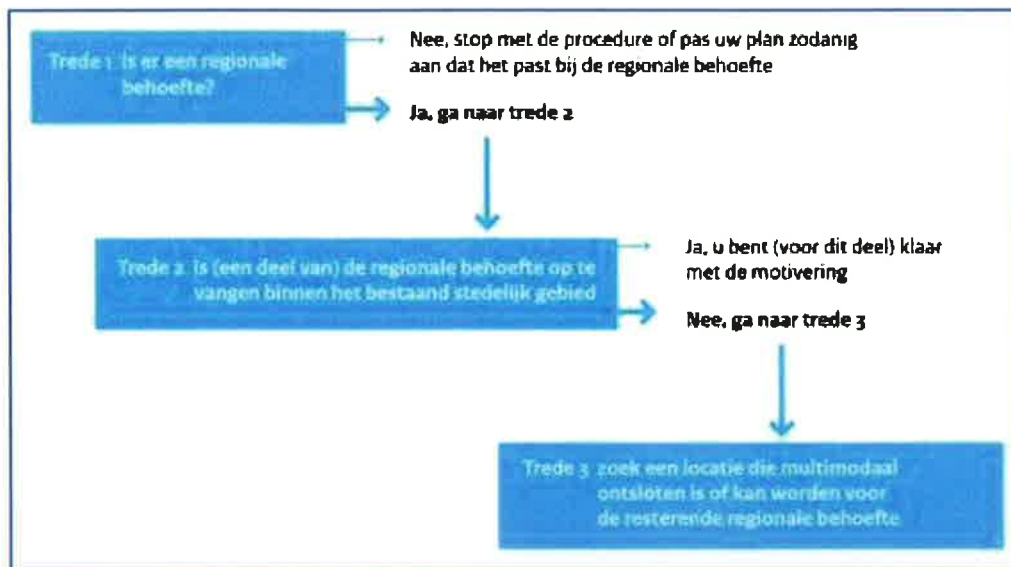 Trede 1 Is er een regionale
behoefte?
Nee, stop met de procedure of pas uw plan zodanig
aan dat het past bij de regionale behoefte
Ja, ga naar trede 2
Trede 2 is (een deel van) de regionale behoefte op te
vangen binnen het bestaand stedelijk gebied
Ja, u bent (voor dit deel) klaar
met de motivering
Nee, ga naar trede 3
Trede 3 zoek een locatie die multimodaal
ontsloten is of kan worden voor
de resterende regionale behoefte